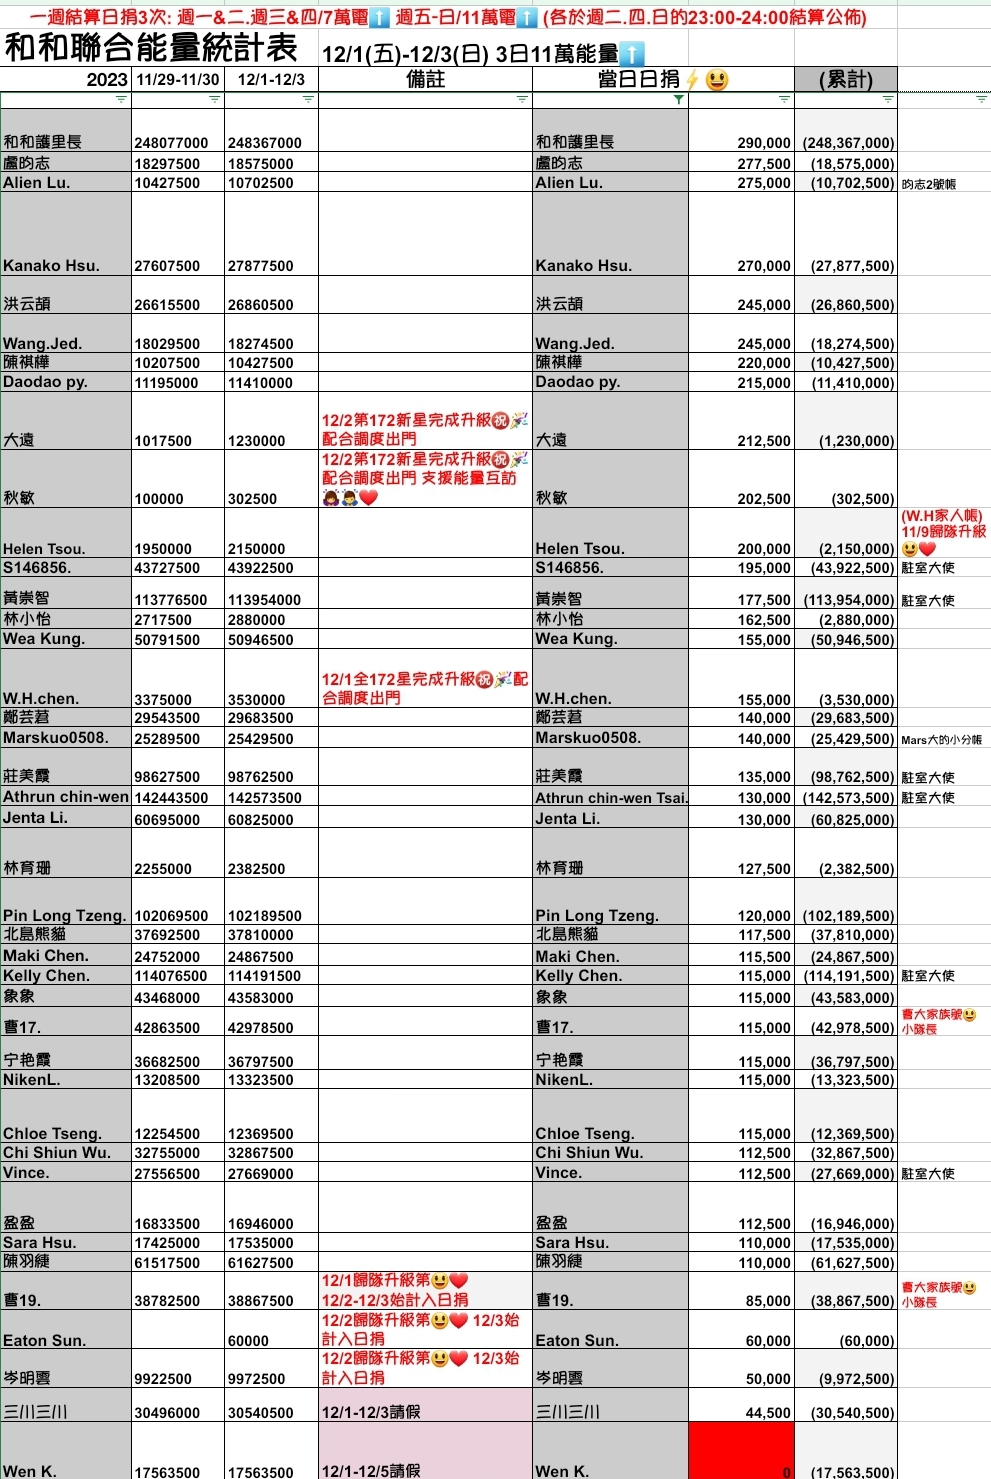 一週結算日捐3次: 週一&二.週三&四/7萬電⬆️ 週五-日/11萬電⬆️ (各於週二.四.日的23:00-24:00結算公佈)
和和聯合能量統計表 12/1(五)-12/3(日) 3日11萬能量⬆️
2023 11/29-11/30 12/1-12/3 備註 當日日捐⚡😃 (累計)
和和護里長 248077000 248367000 和和護里長 290,000 (248,367,000)
盧昀志 18297500 18575000 盧昀志 277,500 (18,575,000)
Alien Lu. 10427500 10702500 Alien Lu. 275,000 (10,702,500) 昀志2號帳
Kanako Hsu. 27607500 27877500 Kanako Hsu. 270,000 (27,877,500)
洪云頡 26615500 26860500 洪云頡 245,000 (26,860,500)
Wang.Jed. 18029500 18274500 Wang.Jed. 245,000 (18,274,500)
陳祺樺 10207500 10427500 陳祺樺 220,000 (10,427,500)
Daodao py. 11195000 11410000 Daodao py. 215,000 (11,410,000)
12/2第172新星完成升級㊗️🎉
配合調度出門
大遠 1017500 1230000 大遠 212,500 (1,230,000)
12/2第172新星完成升級㊗️🎉
配合調度出門 支援能量互訪
🙇‍♀️🙇‍♂️❤️
秋敏 100000 302500 秋敏 202,500 (302,500)
(W.H家人帳)
11/9歸隊升級
😃❤️
Helen Tsou. 1950000 2150000 Helen Tsou. 200,000 (2,150,000)
S146856. 43727500 43922500 S146856. 195,000 (43,922,500) 駐室大使
黃崇智 113776500 113954000 黃崇智 177,500 (113,954,000) 駐室大使
林小怡 2717500 2880000 林小怡 162,500 (2,880,000)
Wea Kung. 50791500 50946500 Wea Kung. 155,000 (50,946,500)
12/1全172星完成升級㊗️🎉配
合調度出門
W.H.chen. 3375000 3530000 W.H.chen. 155,000 (3,530,000)
鄭芸萻 29543500 29683500 鄭芸萻 140,000 (29,683,500)
Marskuo0508. 25289500 25429500 Marskuo0508. 140,000 (25,429,500) Mars大的小分帳
莊美霞 98627500 98762500 莊美霞 135,000 (98,762,500) 駐室大使
Athrun chin-wen 142443500 142573500 Athrun chin-wen Tsai. 130,000 (142,573,500) 駐室大使
Jenta Li. 60695000 60825000 Jenta Li. 130,000 (60,825,000)
林育珊 2255000 2382500 林育珊 127,500 (2,382,500)
Pin Long Tzeng. 102069500 102189500 Pin Long Tzeng. 120,000 (102,189,500)
北島熊貓 37692500 37810000 北島熊貓 117,500 (37,810,000)
Maki Chen. 24752000 24867500 Maki Chen. 115,500 (24,867,500)
Kelly Chen. 114076500 114191500 Kelly Chen. 115,000 (114,191,500) 駐室大使
象象 43468000 43583000 象象 115,000 (43,583,000)
曹17. 42863500 42978500 曹17. 115,000 (42,978,500) 曹大家族號😃
小隊長
宁艳霞 36682500 36797500 宁艳霞 115,000 (36,797,500)
NikenL. 13208500 13323500 NikenL. 115,000 (13,323,500)
Chloe Tseng. 12254500 12369500 Chloe Tseng. 115,000 (12,369,500)
Chi Shiun Wu. 32755000 32867500 Chi Shiun Wu. 112,500 (32,867,500)
Vince. 27556500 27669000 Vince. 112,500 (27,669,000) 駐室大使
盈盈 16833500 16946000 盈盈 112,500 (16,946,000)
Sara Hsu. 17425000 17535000 Sara Hsu. 110,000 (17,535,000)
陳羽緁 61517500 61627500 陳羽緁 110,000 (61,627,500)
12/1歸隊升級第😃❤️
12/2-12/3始計入日捐
曹19. 38782500 38867500 曹19. 85,000 (38,867,500) 曹大家族號😃
小隊長
12/2歸隊升級第😃❤️ 12/3始
計入日捐
Eaton Sun. 60000 Eaton Sun. 60,000 (60,000)
12/2歸隊升級第😃❤️ 12/3始
計入日捐
岑明雲 9922500 9972500 岑明雲 50,000 (9,972,500)
三川三川 30496000 30540500 12/1-12/3請假 三川三川 44,500 (30,540,500)
Wen K. 17563500 17563500 12/1-12/5請假 Wen K. 0 (17,563,500)